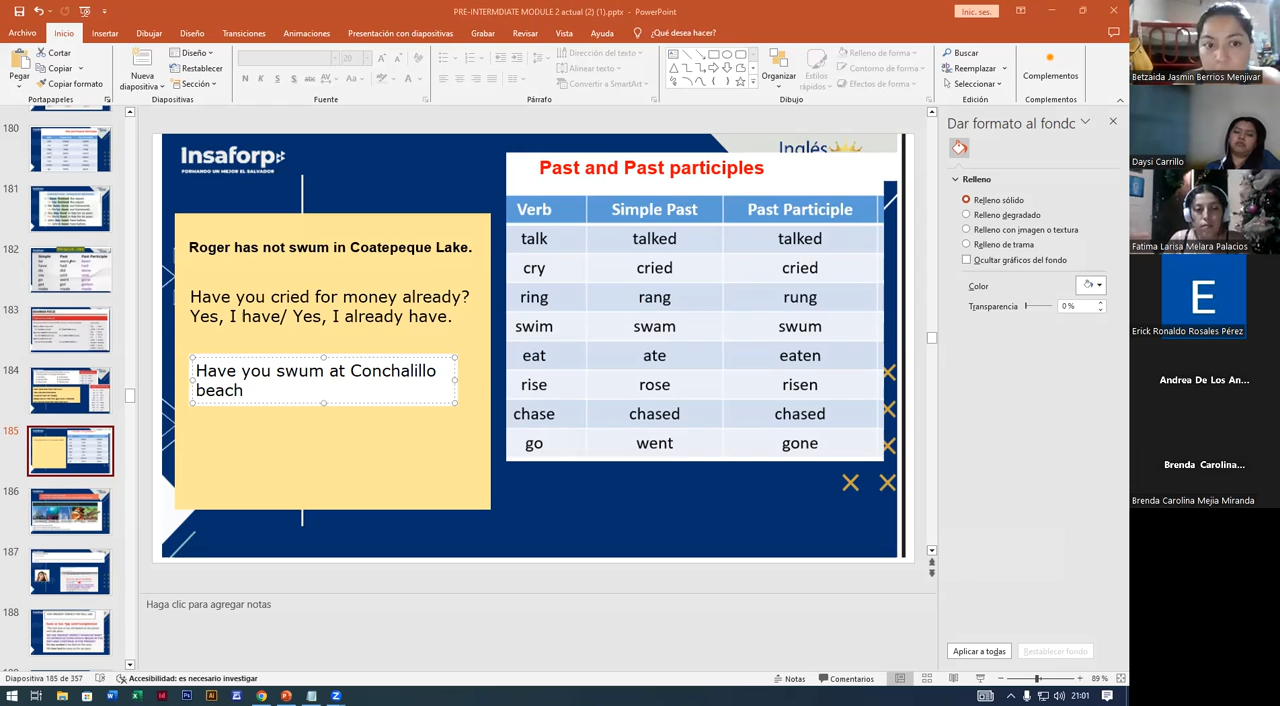 PRE-INTERMDIATE MODULE 2 actual (2) (1).pptx - PowerPoint
Inic. ses.
Archivo Inicio Insertar Dibujar Diseño Transiciones Animaciones Presentación con diapositivas Grabar Revisar Vista Ayuda ¿Qué desea hacer?
Pegar
Cortar
Copiar
Copiar formato
Portapapeles
Nueva diapositiva
Diseño
Restablecer
Sección
Diapositivas
20
N K S
Aa
Fuente
Dirección del texto
Alinear texto
Convertir a SmartArt
Párrafo
Organizar
Estilos rápidos
Relleno de forma
Contorno de forma
Efectos de forma
Dibujo
Buscar
Reemplazar
Seleccionar
Edición
Complementos
Complementos
180
181
182
183
184
185
186
187
188
Insaforp
FORMANDO UN MEJOR EL SALVADOR
Inglés
Past and Past participles
Roger has not swum in Coatepeque Lake.
Have you cried for money already?
Yes, I have/ Yes, I already have.
Have you swum at Conchalillo
beach
Verb Simple Past Past Participle
talk talked talked
cry cried cried
ring rang rung
swim swam swum
eat ate eaten
rise rose risen
chase chased chased
go went gone
Haga clic para agregar notas
Dar formato al fondo
Relleno
Relleno sólido
Relleno degradado
Relleno con imagen o textura
Relleno de trama
Ocultar gráficos del fondo
Color
Transparencia 0 %
Aplicar a todas
Restablecer fondo
Betzaida Jasmin Berrios Menjivar
Daysi Carrillo
Fatima Larisa Melara Palacios
E
Erick Ronaldo Rosales Pérez
Andrea De Los An...
Brenda Carolina...
Brenda Carolina Mejia Miranda
Diapositiva 185 de 357
Accesibilidad: es necesario investigar
Notas
Comentarios
89 %
21:01